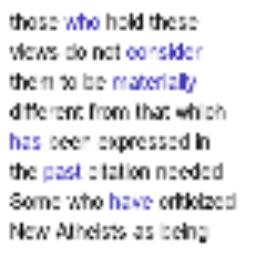 those who hold these
views do not consider
them to be materially
different from that which
has been expressed in
the past citation needed
Some who have criticized
New Atheists as being